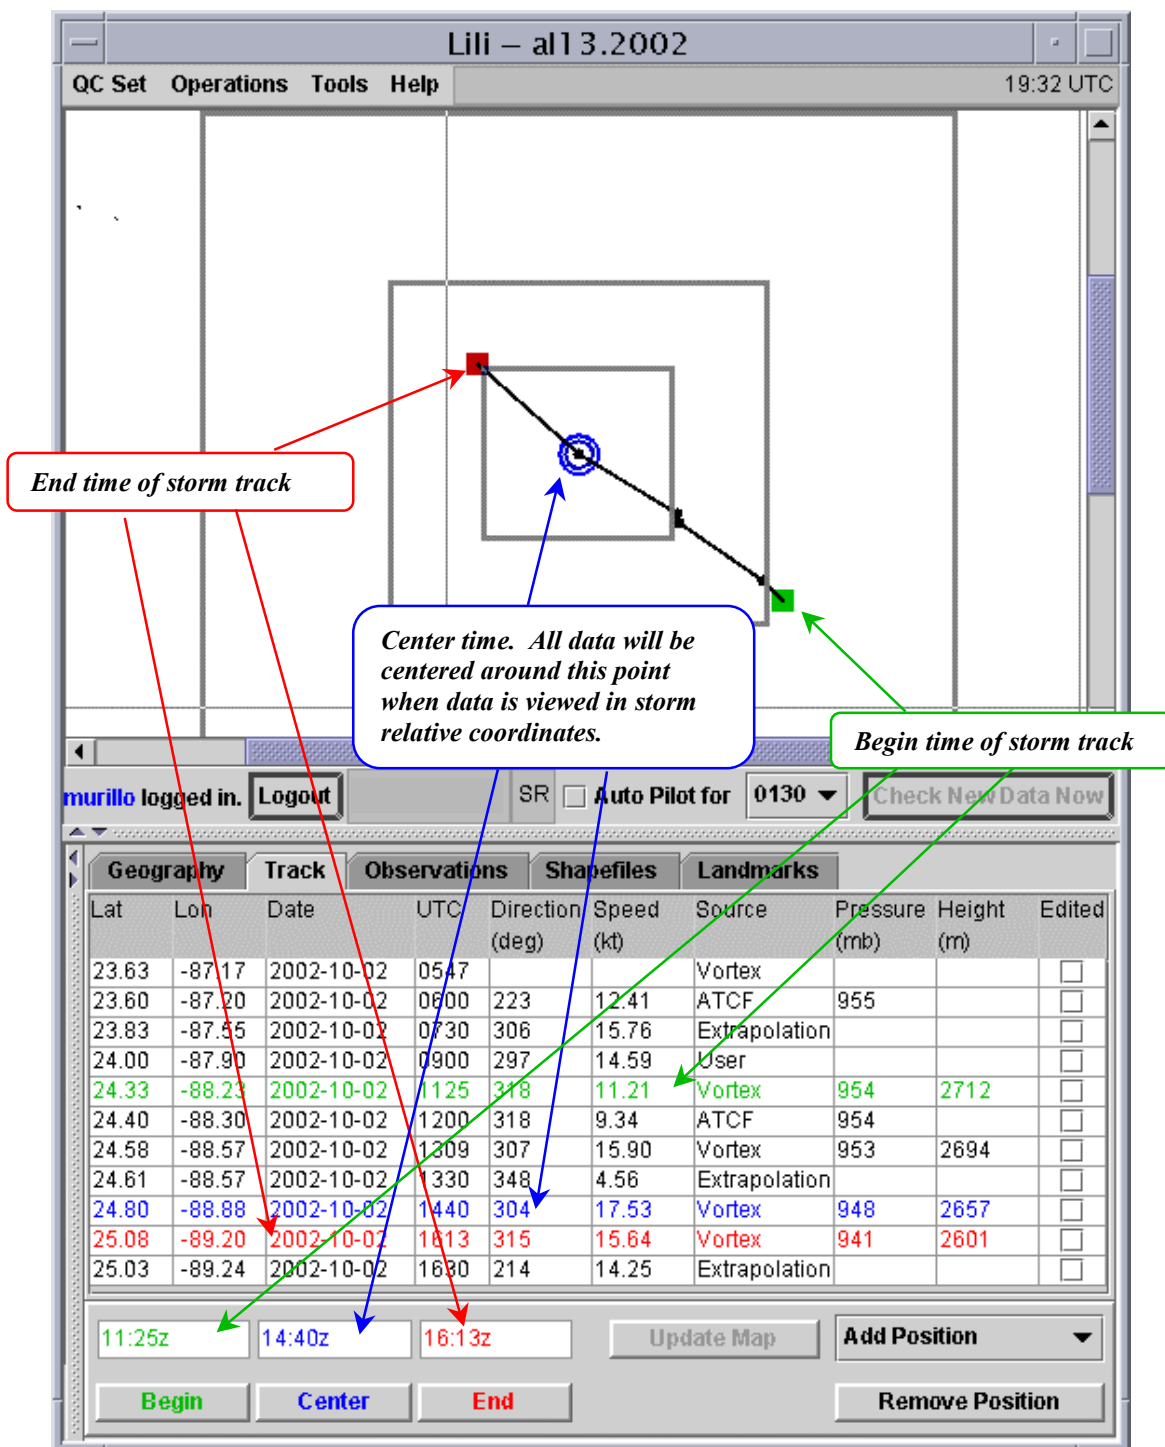 Lili – al13.2002
QC Set Operations Tools Help 19:32 UTC
End time of storm track
Center time. All data will be
centered around this point
when data is viewed in storm
relative coordinates.
Begin time of storm track
murillo logged in. Logout SR Auto Pilot for 0130 Check New Data Now
Geography Track Observations Shapefiles Landmarks
Lat Lon Date UTC Direction Speed Source Pressure Height Edited
(deg) (kt) (mb) (m)
23.63 -87.17 2002-10-02 0547 Vortex
23.60 -87.20 2002-10-02 0600 223 12.41 ATCF 955
23.83 -87.55 2002-10-02 0730 306 15.76 Extrapolation
24.00 -87.90 2002-10-02 0900 297 14.59 User
24.33 -88.23 2002-10-02 1125 318 11.21 Vortex 954 2712
24.40 -88.30 2002-10-02 1200 318 9.34 ATCF 954
24.58 -88.57 2002-10-02 1309 307 15.90 Vortex 953 2694
24.61 -88.57 2002-10-02 1330 348 4.56 Extrapolation
24.80 -88.88 2002-10-02 1440 304 17.53 Vortex 948 2657
25.08 -89.20 2002-10-02 1613 315 15.64 Vortex 941 2601
25.03 -89.24 2002-10-02 1630 214 14.25 Extrapolation
11:25z 14:40z 16:13z Update Map Add Position
Begin Center End Remove Position